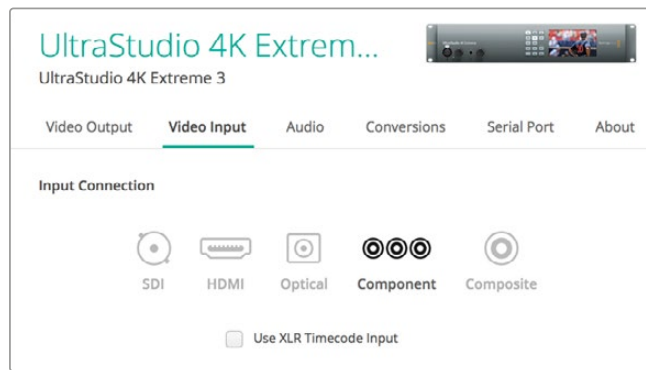 UltraStudio 4K Extrem...
UltraStudio 4K Extreme 3
Video Output Video Input Audio Conversions Serial Port About
Input Connection
SDI HDMI Optical Component Composite
Use XLR Timecode Input